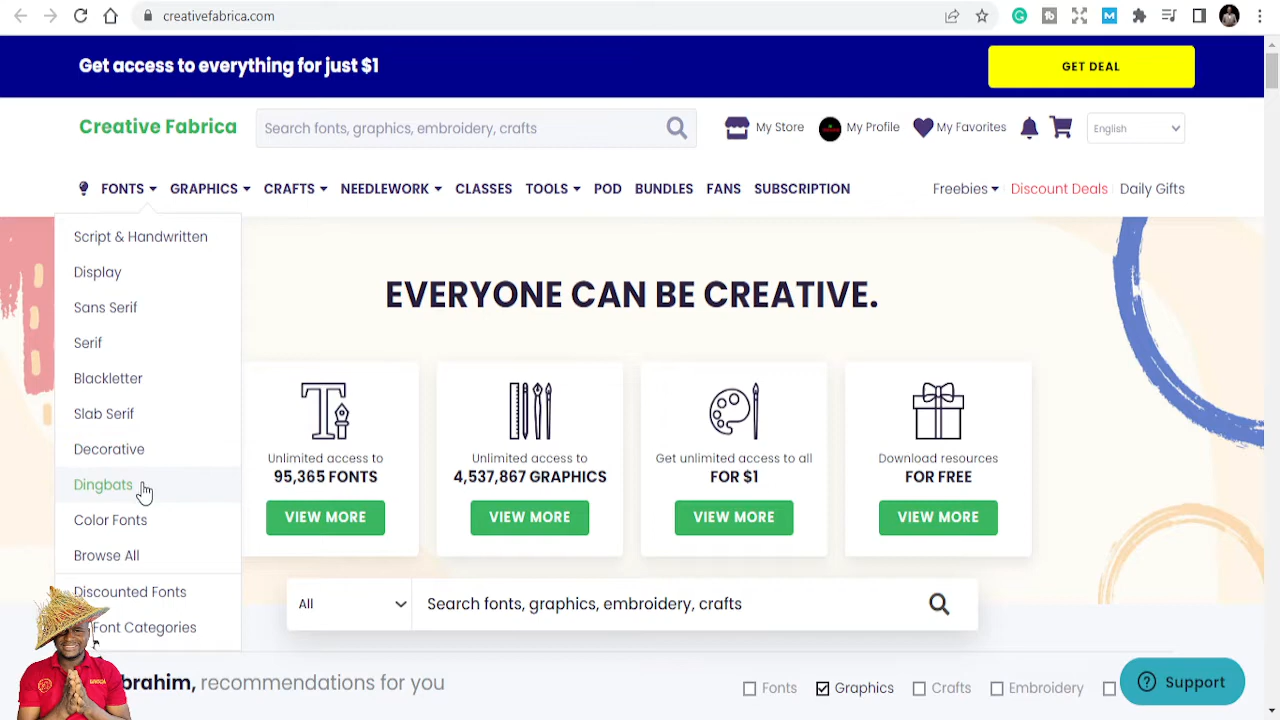 creativefabrica.com
Get access to everything for just $1
GET DEAL
Creative Fabrica
Search fonts, graphics, embroidery, crafts
My Store
My Profile
My Favorites
English
FONTS
GRAPHICS
CRAFTS
NEEDLEWORK
CLASSES
TOOLS
POD
BUNDLES
FANS
SUBSCRIPTION
Freebies
Discount Deals
Daily Gifts
Script & Handwritten
Display
Sans Serif
Serif
Blackletter
Slab Serif
Decorative
Dingbats
Color Fonts
Browse All
Discounted Fonts
Font Categories
EVERYONE CAN BE CREATIVE.
Unlimited access to
95,365 FONTS
VIEW MORE
Unlimited access to
4,537,867 GRAPHICS
VIEW MORE
Get unlimited access to all
FOR $1
VIEW MORE
Download resources
FOR FREE
VIEW MORE
All
Search fonts, graphics, embroidery, crafts
brahim, recommendations for you
Fonts
Graphics
Crafts
Embroidery
Support